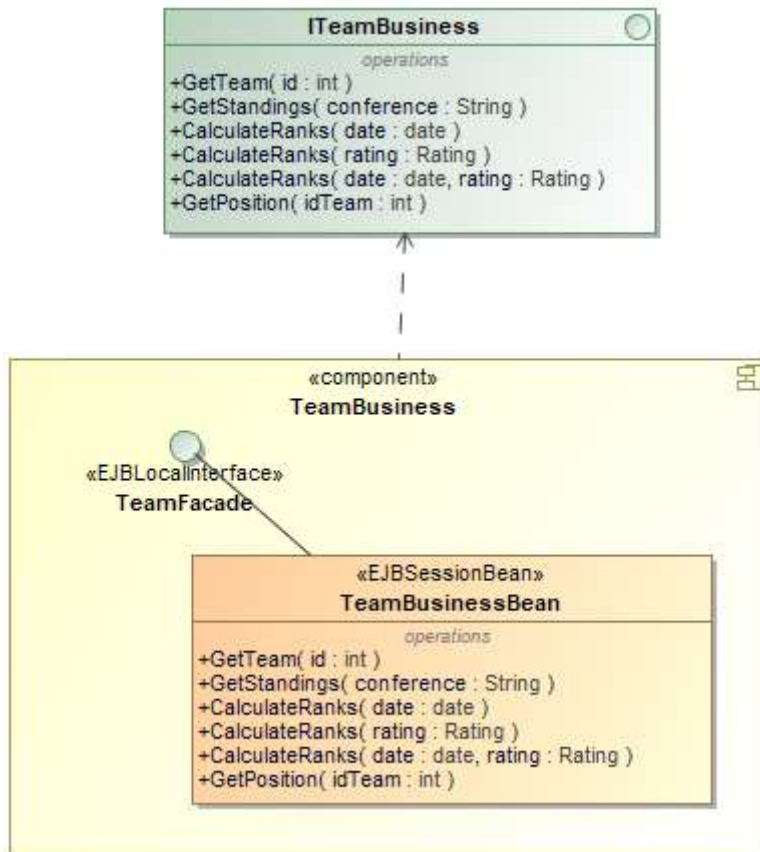 ITeamBusiness
operations
+GetTeam( id : int )
+GetStandings( conference : String )
+CalculateRanks( date : date )
+CalculateRanks( rating : Rating )
+CalculateRanks( date : date, rating : Rating )
+GetPosition( idTeam : int )
«component»
TeamBusiness
«EJBLocalInterface»
TeamFacade
«EJBSessionBean»
TeamBusinessBean
operations
+GetTeam( id : int )
+GetStandings( conference : String )
+CalculateRanks( date : date )
+CalculateRanks( rating : Rating )
+CalculateRanks( date : date, rating : Rating )
+GetPosition( idTeam : int )